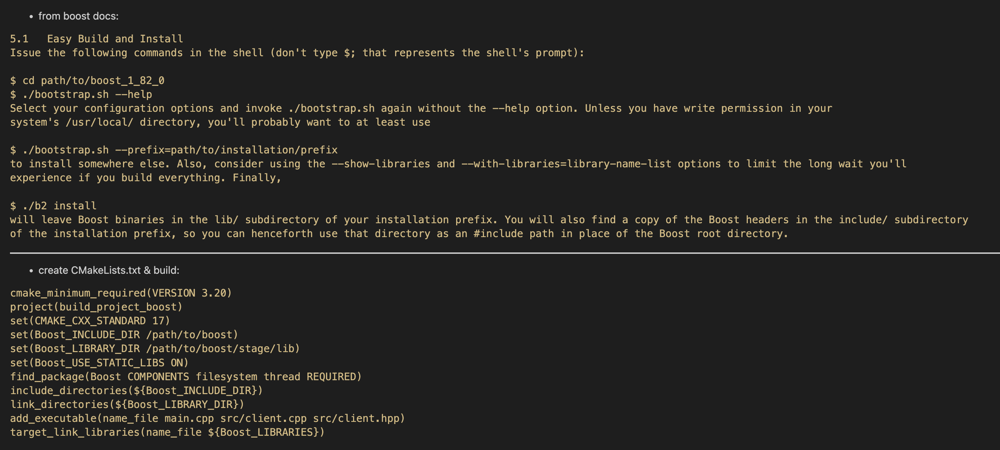 • from boost docs:
5.1   Easy Build and Install
Issue the following commands in the shell (don't type $; that represents the shell's prompt):
$ cd path/to/boost_1_82_0
$ ./bootstrap.sh --help
Select your configuration options and invoke ./bootstrap.sh again without the --help option. Unless you have write permission in your
system's /usr/local/ directory, you'll probably want to at least use
$ ./bootstrap.sh --prefix=path/to/installation/prefix
to install somewhere else. Also, consider using the --show-libraries and --with-libraries=library-name-list options to limit the long wait you'll
experience if you build everything. Finally,
$ ./b2 install
will leave Boost binaries in the lib/ subdirectory of your installation prefix. You will also find a copy of the Boost headers in the include/ subdirectory
of the installation prefix, so you can henceforth use that directory as an #include path in place of the Boost root directory.
• create CMakeLists.txt & build:
cmake_minimum_required(VERSION 3.20)
project(build_project_boost)
set(CMAKE_CXX_STANDARD 17)
set(Boost_INCLUDE_DIR /path/to/boost)
set(Boost_LIBRARY_DIR /path/to/boost/stage/lib)
set(Boost_USE_STATIC_LIBS ON)
find_package(Boost COMPONENTS filesystem thread REQUIRED)
include_directories(${Boost_INCLUDE_DIR})
link_directories(${Boost_LIBRARY_DIR})
add_executable(name_file main.cpp src/client.cpp src/client.hpp)
target_link_libraries(name_file ${Boost_LIBRARIES})